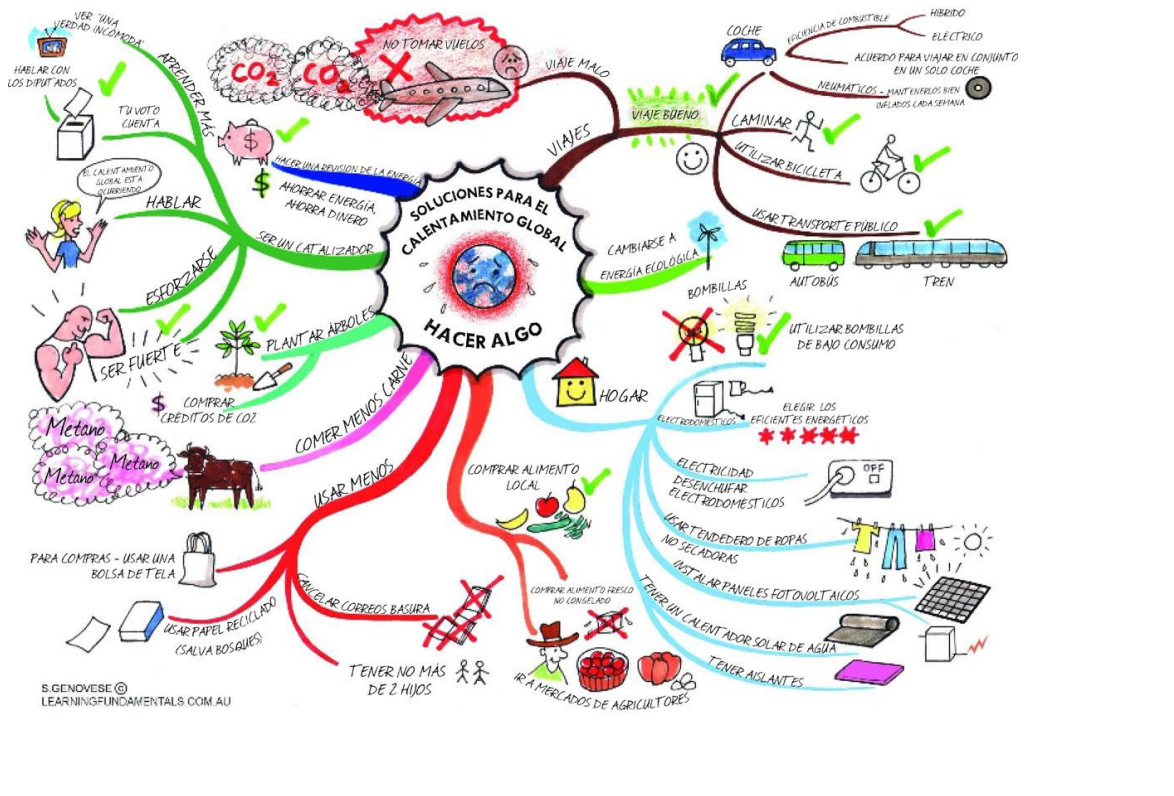 SOLUCIONES PARA EL
CALENTAMIENTO GLOBAL
HACER ALGO
VIAJES
VIAJE MALO
NO TOMAR VUELOS
CO2
CO2
VIAJE BUENO
COCHE
EFICIENCIA DE COMBUSTIBLE
HÍBRIDO
ELÉCTRICO
ACUERDO PARA VIAJAR EN CONJUNTO
EN UN SOLO COCHE
NEUMÁTICOS - MANTENERLOS BIEN
INFLADOS CADA SEMANA
CAMINAR
UTILIZAR BICICLETA
USAR TRANSPORTE PÚBLICO
AUTOBÚS
TREN
CAMBIARSE A
ENERGÍA ECOLÓGICA
HOGAR
BOMBILLAS
UTILIZAR BOMBILLAS
DE BAJO CONSUMO
ELECTRODOMÉSTICOS
ELEGIR LOS
EFICIENTES ENERGÉTICOS
ELECTRICIDAD
DESENCHUFAR
ELECTRODOMÉSTICOS
OFF
USAR TENDEDERO DE ROPAS
NO SECADORAS
INSTALAR PANELES FOTOVOLTAICOS
TENER UN CALENTADOR SOLAR DE AGUA
TENER AISLANTES
COMPRAR ALIMENTO
LOCAL
COMPRAR ALIMENTO FRESCO
NO CONGELADO
IR A MERCADOS DE AGRICULTORES
USAR MENOS
PARA COMPRAS - USAR UNA
BOLSA DE TELA
USAR PAPEL RECICLADO
(SALVA BOSQUES)
CANCELAR CORREOS BASURA
TENER NO MÁS
DE 2 HIJOS
COMER MENOS CARNE
Metano
Metano
Metano
PLANTAR ÁRBOLES
$
COMPRAR
CRÉDITOS DE CO2
SER UN CATALIZADOR
APRENDER MÁS
VER "UNA
VERDAD INCÓMODA"
HABLAR CON
LOS DIPUTADOS
TU VOTO
CUENTA
HABLAR
EL CALENTAMIENTO
GLOBAL ESTÁ
OCURRIENDO
ESFORZARSE
SER FUERTE
HACER UNA REVISION DE LA ENERGÍA
$
$
AHORRAR ENERGÍA,
AHORRA DINERO
S.GENOVESE ©
LEARNINGFUNDAMENTALS.COM.AU